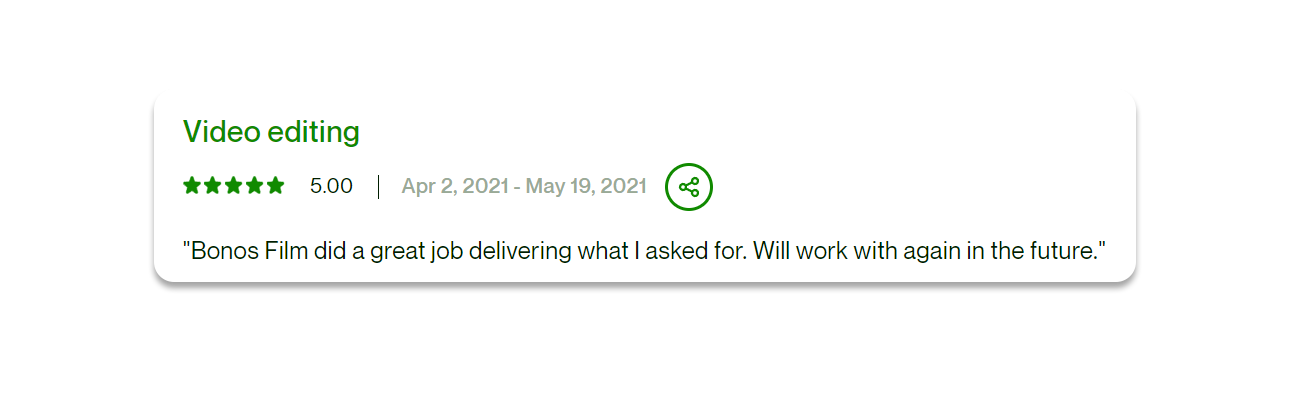 Video editing
5.00 | Apr 2, 2021 - May 19, 2021
"Bonos Film did a great job delivering what I asked for. Will work with again in the future."